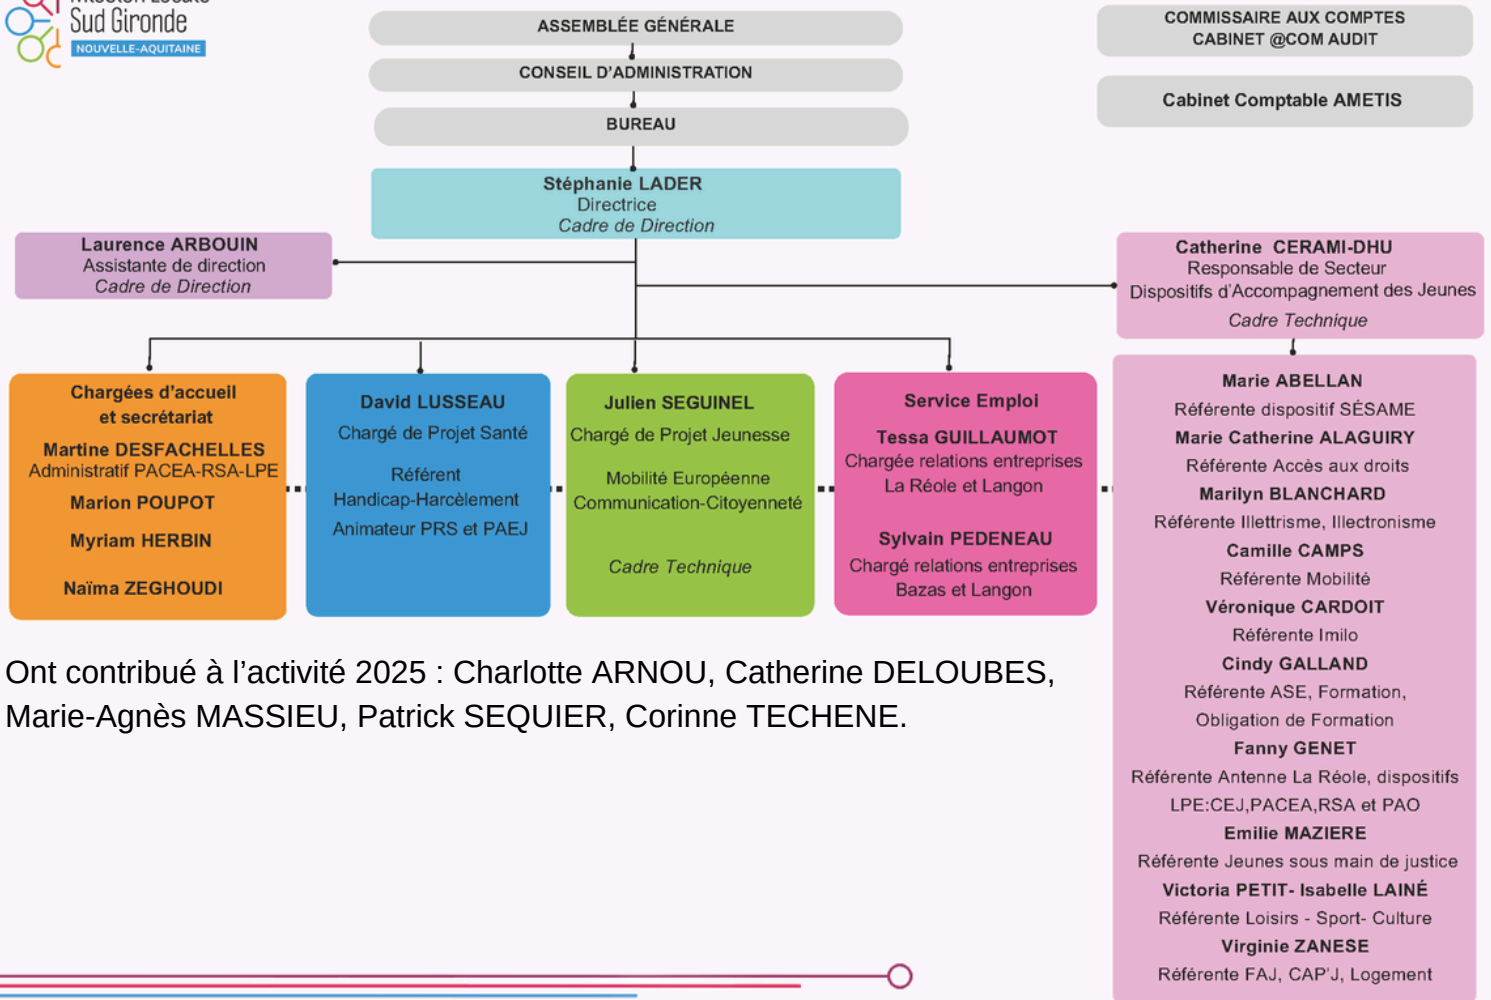 Mission Locale
Sud Gironde
NOUVELLE-AQUITAINE
ASSEMBLÉE GÉNÉRALE
CONSEIL D'ADMINISTRATION
BUREAU
COMMISSAIRE AUX COMPTES
CABINET @COM AUDIT
Cabinet Comptable AMETIS
Stéphanie LADER
Directrice
Cadre de Direction
Laurence ARBOUIN
Assistante de direction
Cadre de Direction
Catherine CERAMI-DHU
Responsable de Secteur
Dispositifs d'Accompagnement des Jeunes
Cadre Technique
Chargées d'accueil
et secrétariat
Martine DESFACHELLES
Administratif PACEA-RSA-LPE
Marion POUPOT
Myriam HERBIN
Naïma ZEGHOUDI
David LUSSEAU
Chargé de Projet Santé
Référent
Handicap-Harcèlement
Animateur PRS et PAEJ
Julien SEGUINEL
Chargé de Projet Jeunesse
Mobilité Européenne
Communication-Citoyenneté
Cadre Technique
Service Emploi
Tessa GUILLAUMOT
Chargée relations entreprises
La Réole et Langon
Sylvain PEDENEAU
Chargé relations entreprises
Bazas et Langon
Marie ABELLAN
Référente dispositif SÉSAME
Marie Catherine ALAGUIRY
Référente Accès aux droits
Marilyn BLANCHARD
Référente Illettrisme, Illectronisme
Camille CAMPS
Référente Mobilité
Véronique CARDOIT
Référente Imilo
Cindy GALLAND
Référente ASE, Formation,
Obligation de Formation
Fanny GENET
Référente Antenne La Réole, dispositifs
LPE:CEJ,PACEA,RSA et PAO
Emilie MAZIERE
Référente Jeunes sous main de justice
Victoria PETIT- Isabelle LAINÉ
Référente Loisirs - Sport- Culture
Virginie ZANESE
Référente FAJ, CAP'J, Logement
Ont contribué à l'activité 2025 : Charlotte ARNOU, Catherine DELOUBES,
Marie-Agnès MASSIEU, Patrick SEQUIER, Corinne TECHENE.